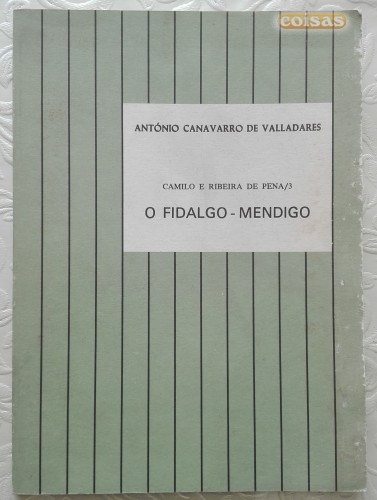 coisas
ANTÓNIO CANAVARRO DE VALLADARES
CAMILO E RIBEIRA DE PENA/3
O FIDALGO - MENDIGO